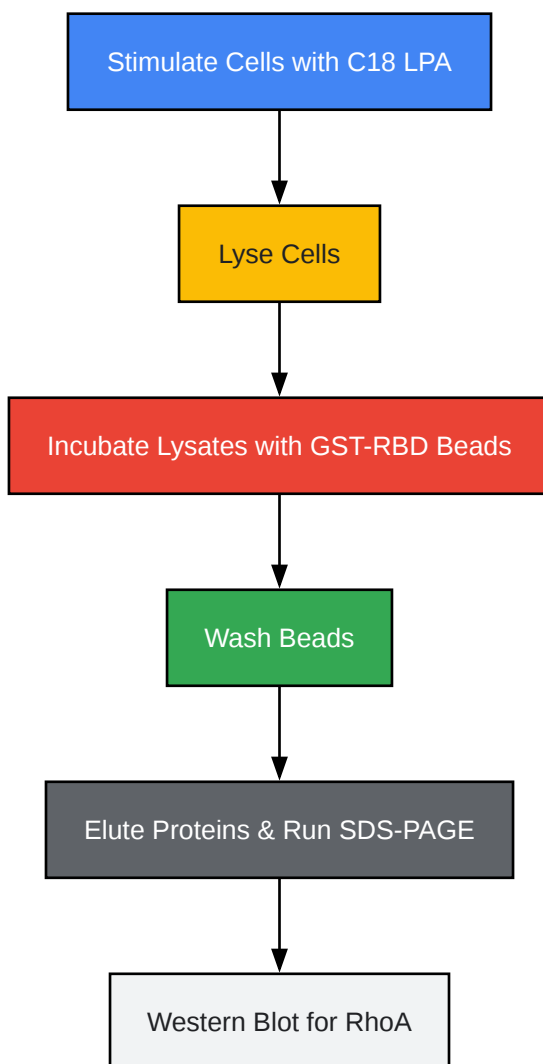 Stimulate Cells with C18 LPA
Lyse Cells
Incubate Lysates with GST-RBD Beads
Wash Beads
Elute Proteins & Run SDS-PAGE
Western Blot for RhoA